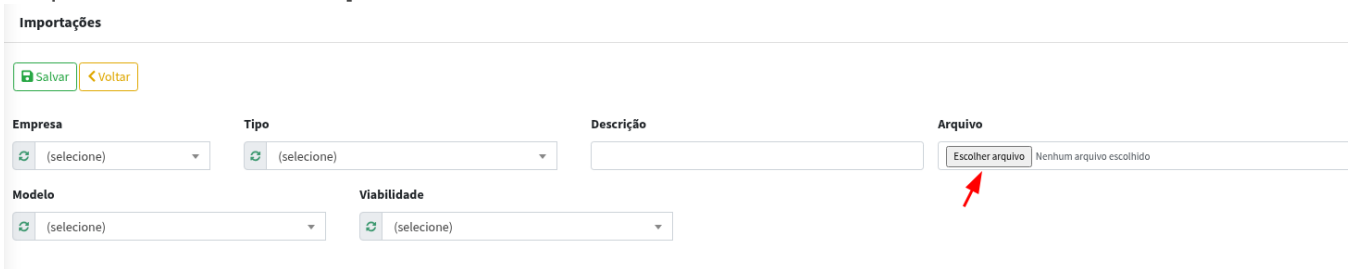 Importações
Salvar Voltar
Empresa Tipo Descrição Arquivo
(selecione) (selecione) Escolher arquivo Nenhum arquivo escolhido
Modelo Viabilidade
(selecione) (selecione)